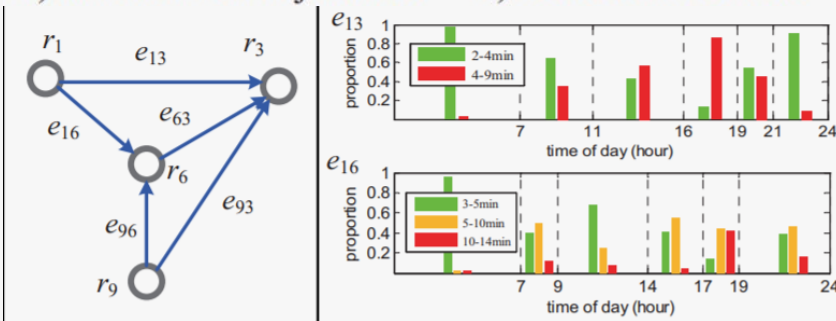 r1
r3
e13
e63
e16
r6
e93
e96
r9
e13
proportion
1
0.8
0.6
0.4
0.2
2-4min
4-9min
7 11 16 19 21 24
time of day (hour)
e16
proportion
1
0.8
0.6
0.4
0.2
3-5min
5-10min
10-14min
7 9 14 17 19 24
time of day (hour)